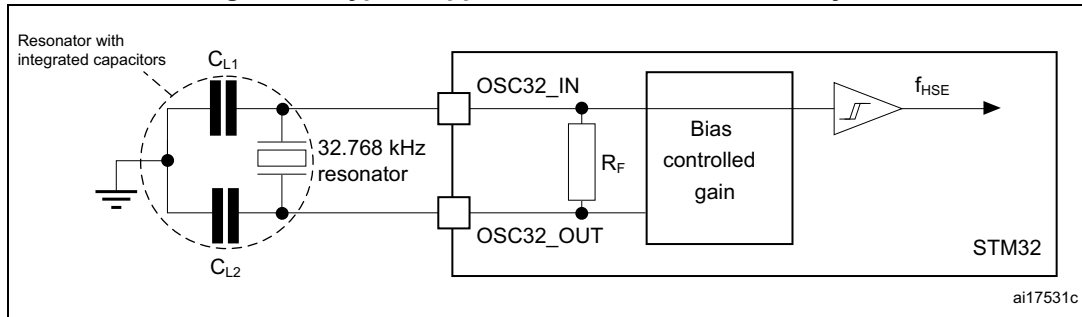 Resonator with
integrated capacitors
CL1
OSC32_IN
fHSE
32.768 kHz
resonator
RF
Bias
controlled
gain
OSC32_OUT
STM32
CL2
ai17531c